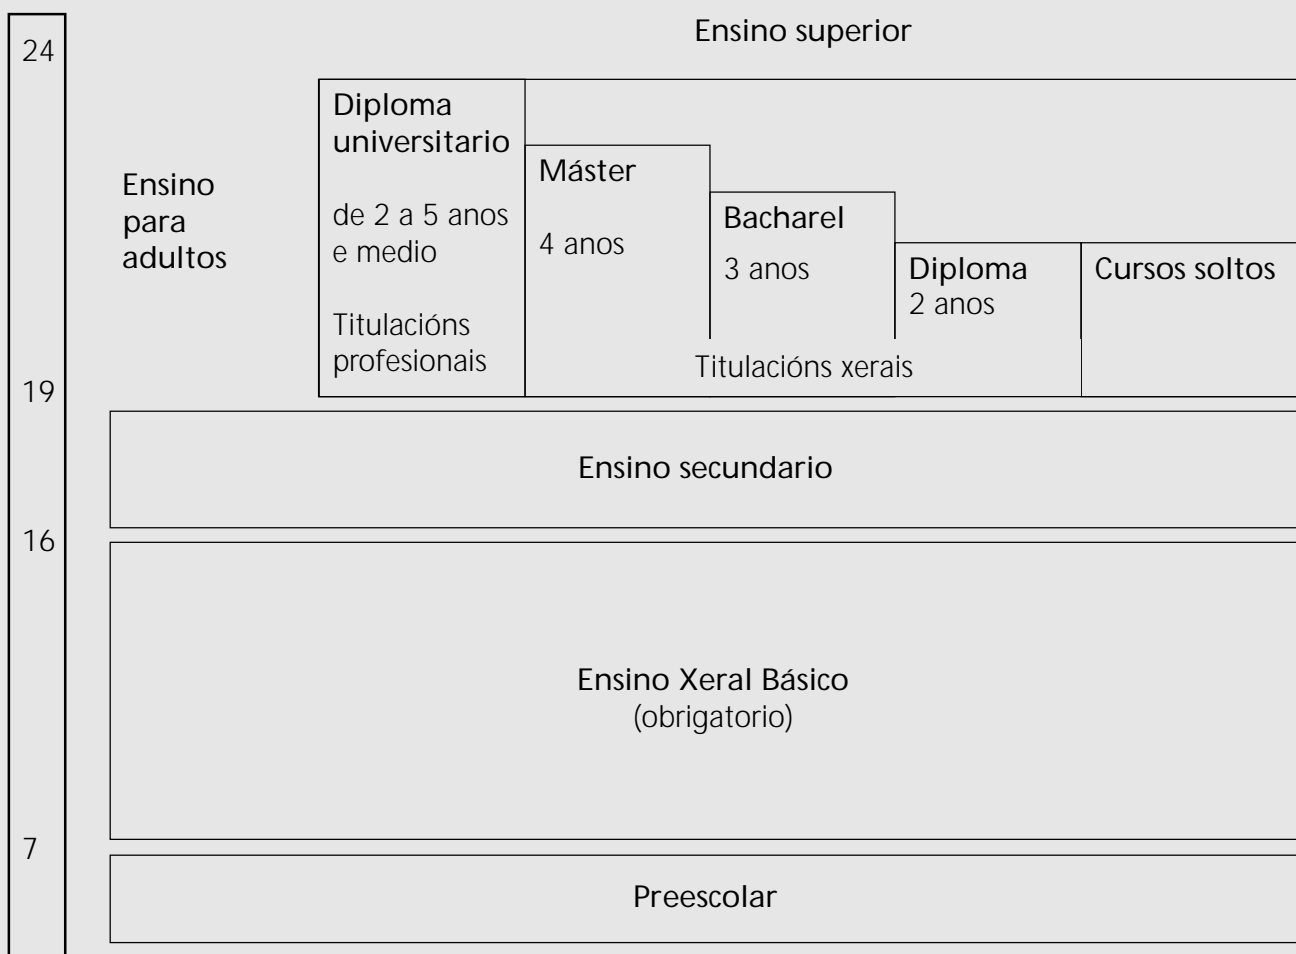 24
Ensino superior
Ensino
para
adultos
Diploma
universitario
de 2 a 5 anos
e medio
Titulacións
profesionais
Máster
4 anos
Bacharel
3 anos
Diploma
2 anos
Cursos soltos
Titulacións xerais
19
Ensino secundario
16
Ensino Xeral Básico
(obrigatorio)
7
Preescolar